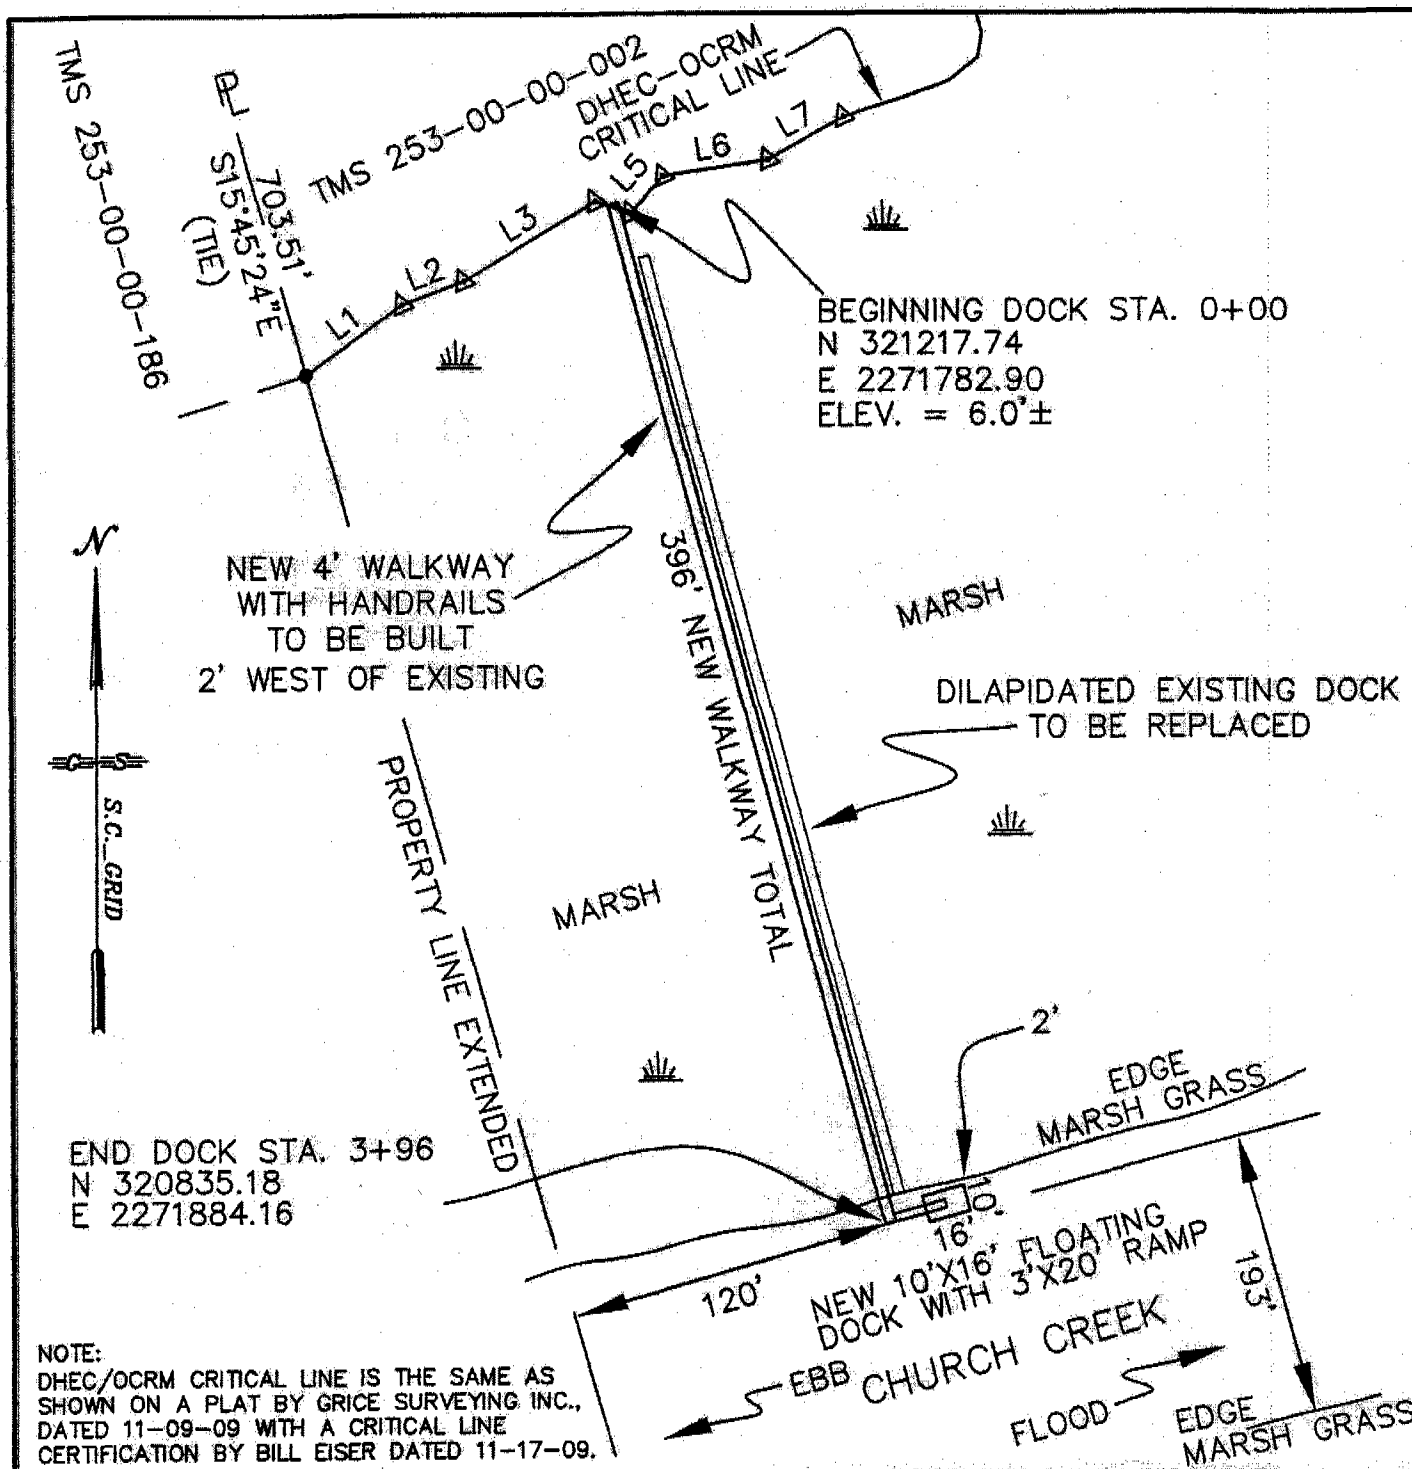 TMS 253-00-00-186
PL
703.51'
S15°45'24"E
(TIE)
TMS 253-00-00-002
DHEC-OCRM
CRITICAL LINE
L1
L2
L3
L5
L6
L7
BEGINNING DOCK STA. 0+00
N 321217.74
E 2271782.90
ELEV. = 6.0'±
N
G S
S.C. GRID
NEW 4' WALKWAY
WITH HANDRAILS
TO BE BUILT
2' WEST OF EXISTING
396' NEW WALKWAY TOTAL
MARSH
DILAPIDATED EXISTING DOCK
TO BE REPLACED
PROPERTY LINE EXTENDED
MARSH
2'
EDGE
MARSH GRASS
END DOCK STA. 3+96
N 320835.18
E 2271884.16
10'
16'
120'
NEW 10'X16' FLOATING
DOCK WITH 3'X20' RAMP
193'
EBB
CHURCH CREEK
FLOOD
EDGE
MARSH GRASS
NOTE:
DHEC/OCRM CRITICAL LINE IS THE SAME AS
SHOWN ON A PLAT BY GRICE SURVEYING INC.,
DATED 11-09-09 WITH A CRITICAL LINE
CERTIFICATION BY BILL EISER DATED 11-17-09.